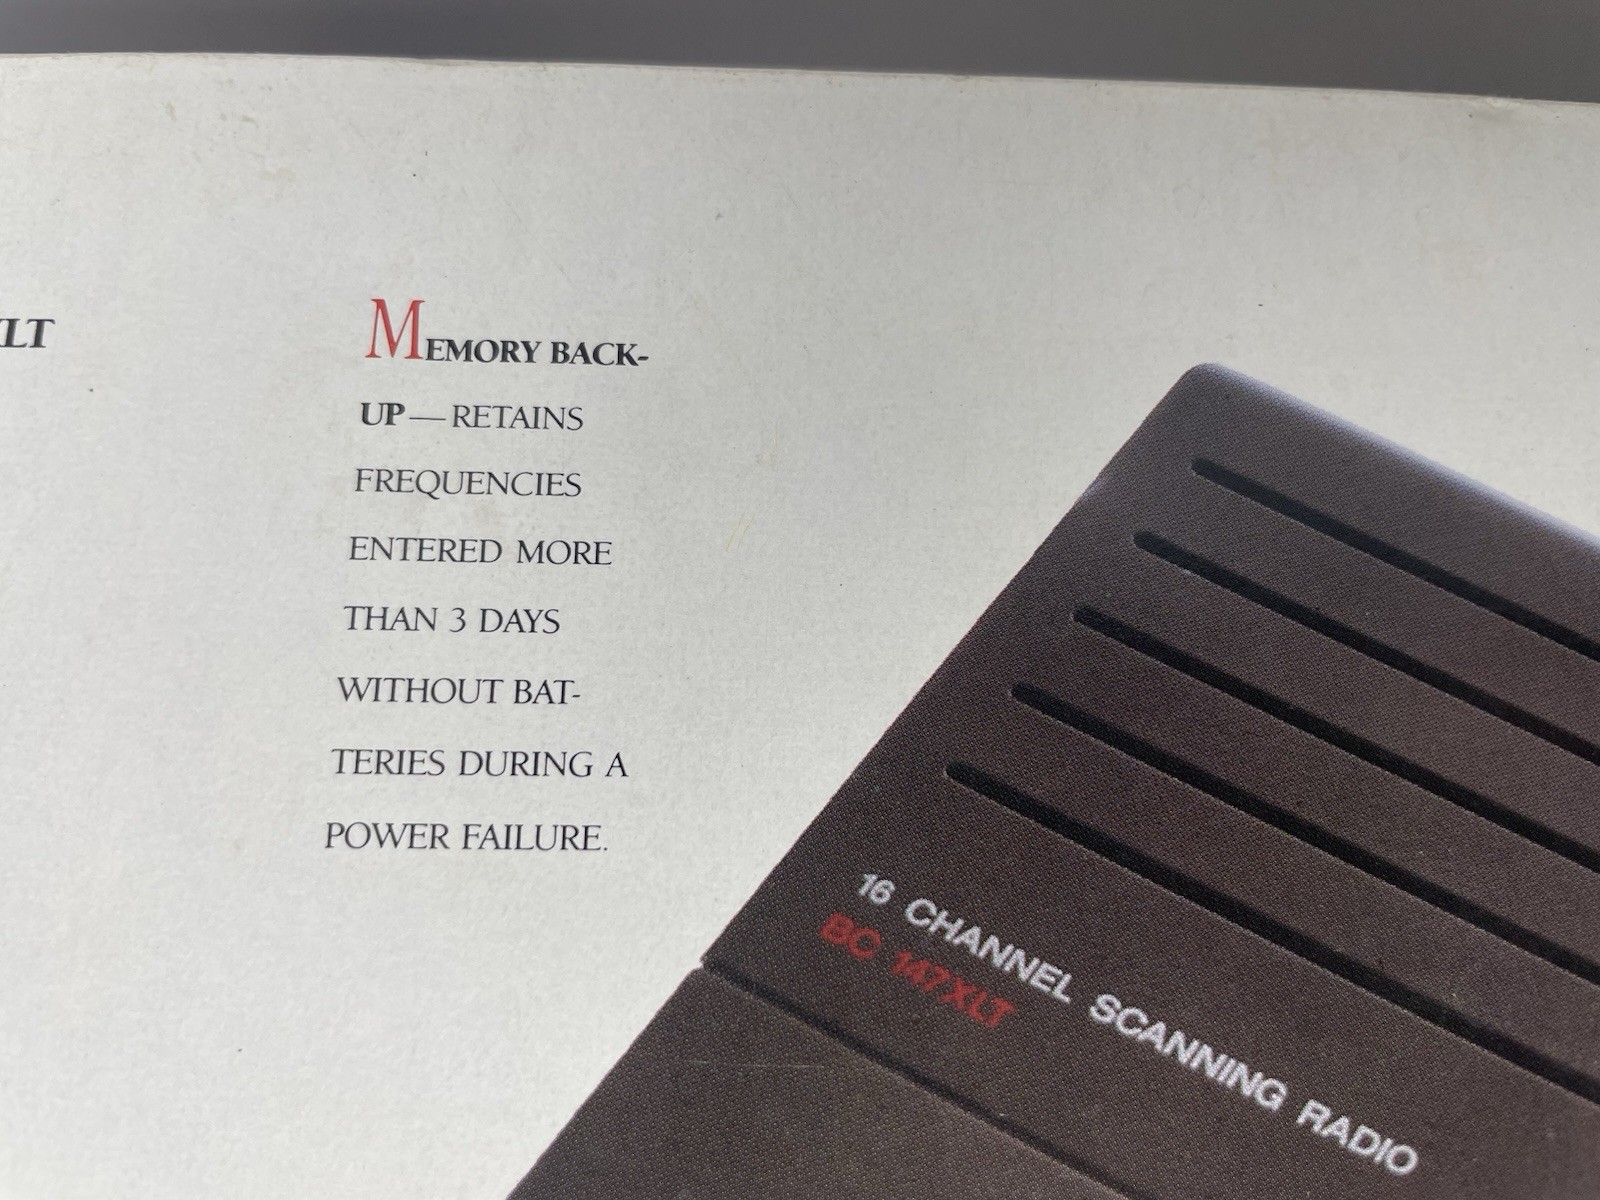 XLT
MEMORY BACK-
UP—RETAINS
FREQUENCIES
ENTERED MORE
THAN 3 DAYS
WITHOUT BAT-
TERIES DURING A
POWER FAILURE.
16 CHANNEL SCANNING RADIO
BC 147XLT